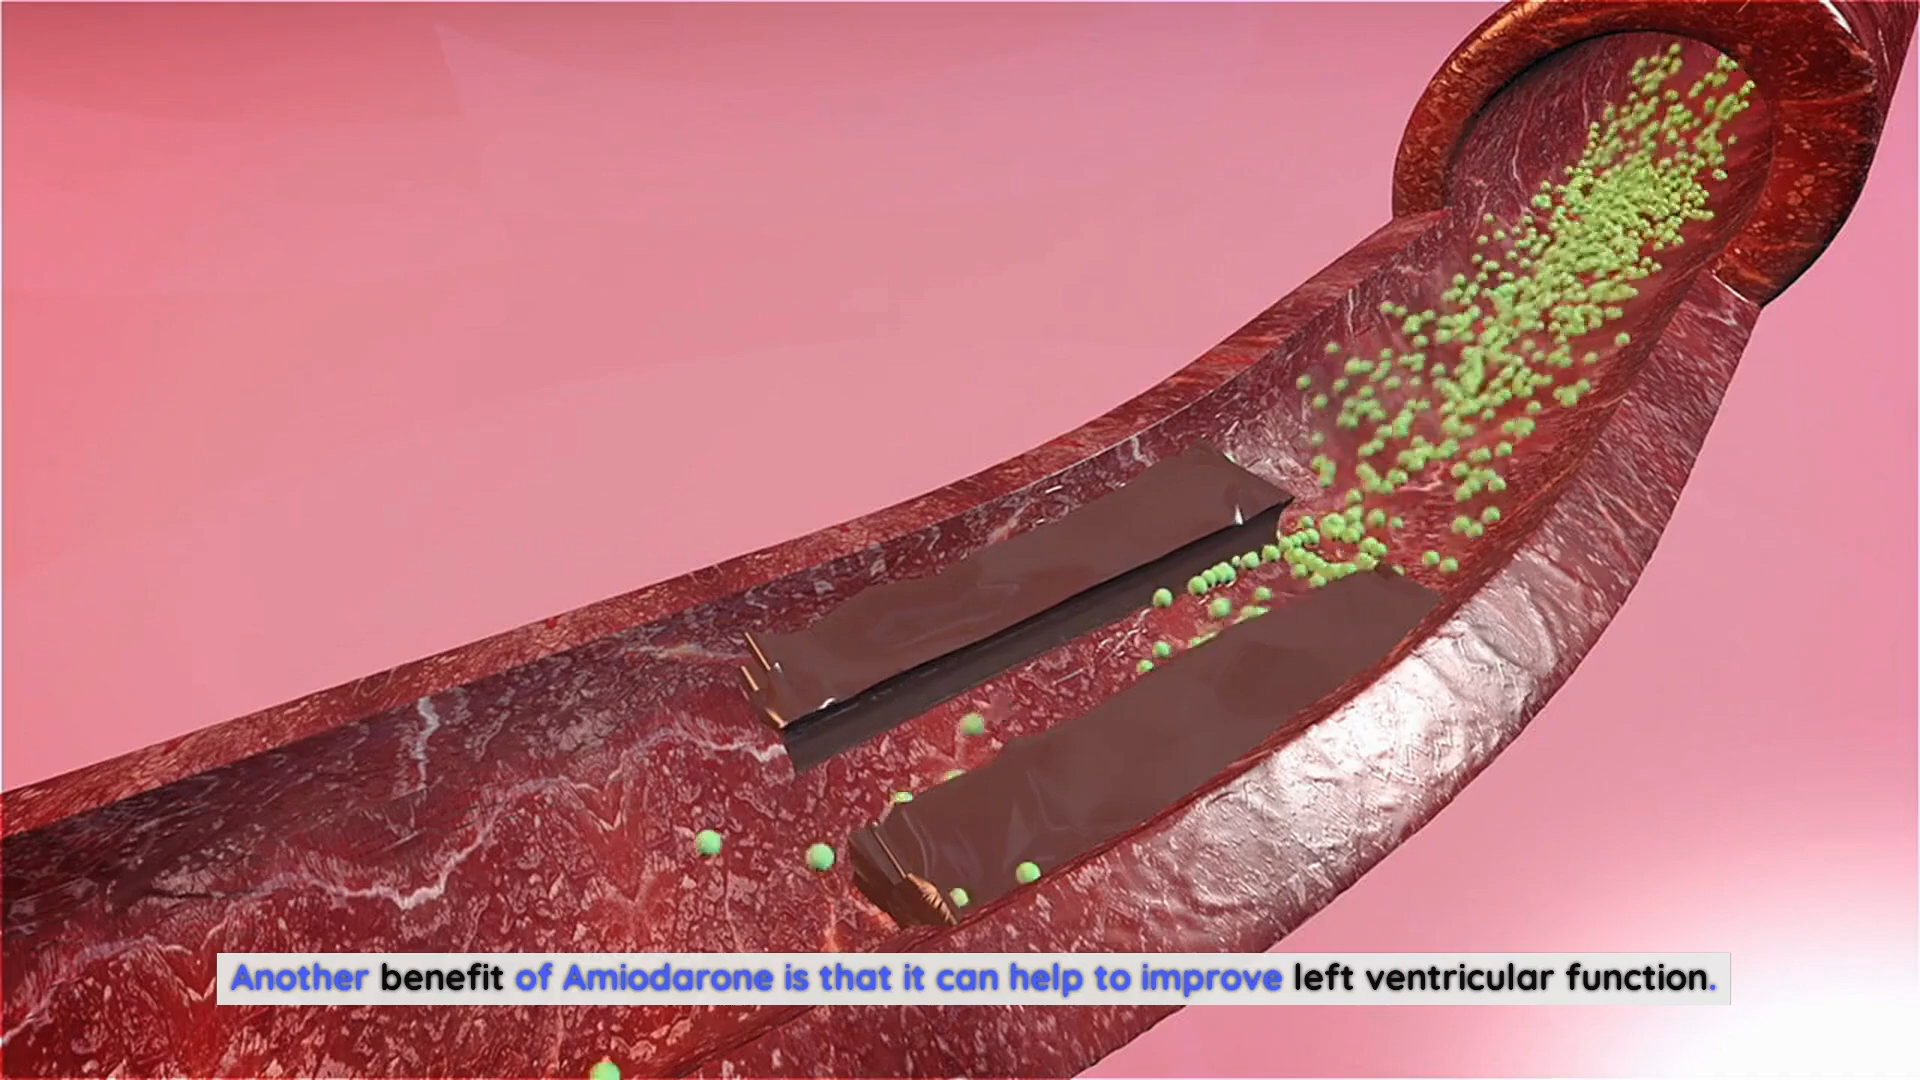 Another benefit of Amiodarone is that it can help to improve left ventricular function.